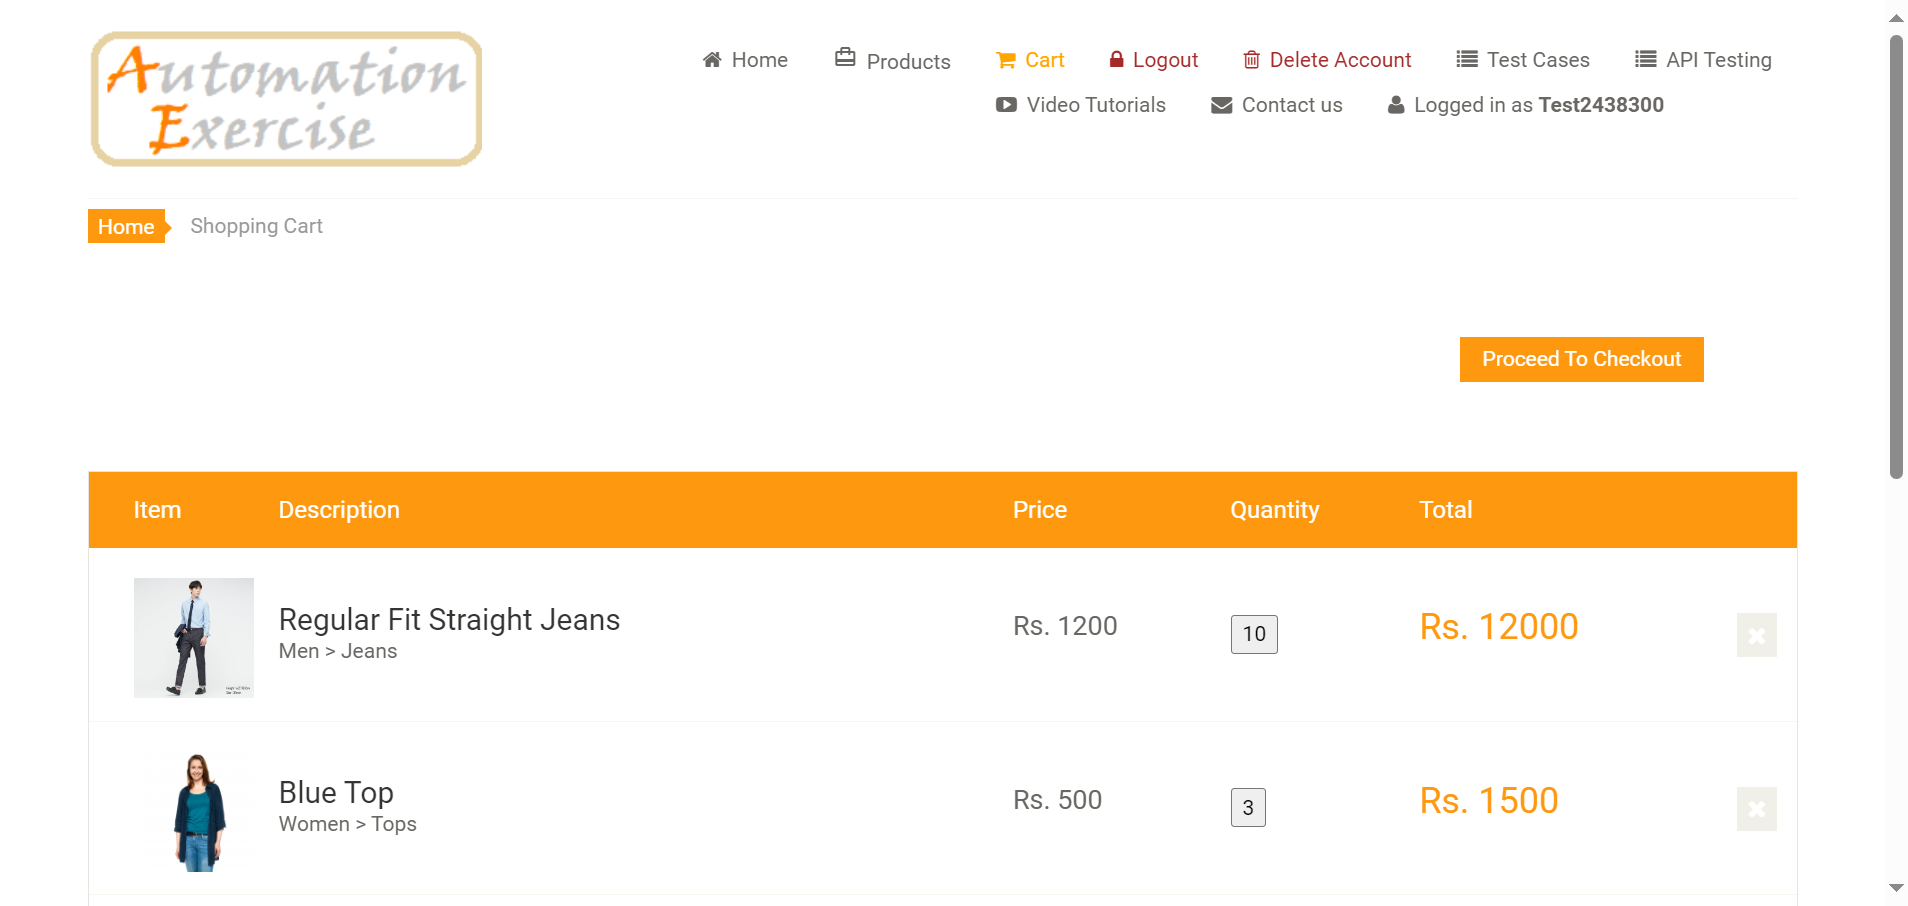 Automation
Exercise
Home Products Cart Logout Delete Account Test Cases API Testing
Video Tutorials Contact us Logged in as Test2438300
Home Shopping Cart
Proceed To Checkout
Item Description Price Quantity Total
Regular Fit Straight Jeans Rs. 1200 10 Rs. 12000
Men > Jeans
Blue Top Rs. 500 3 Rs. 1500
Women > Tops